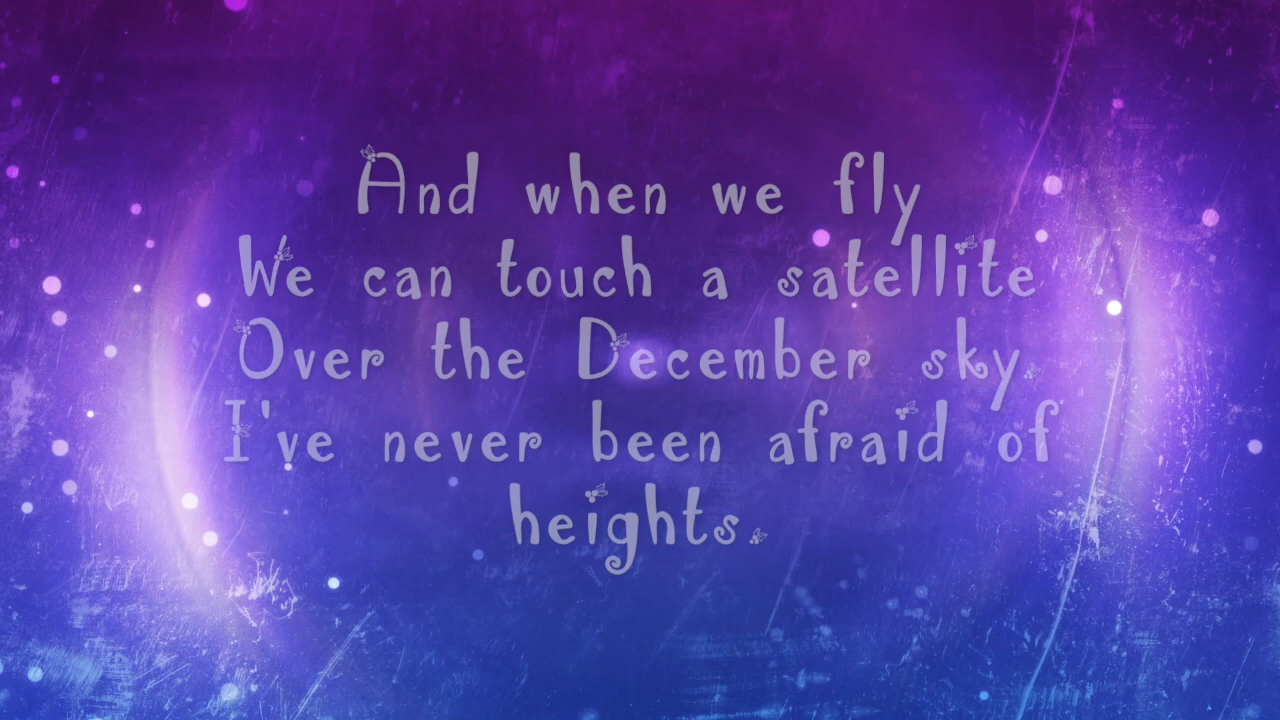 And when we fly
We can touch a satellite
Over the December sky.
I've never been afraid of
heights.